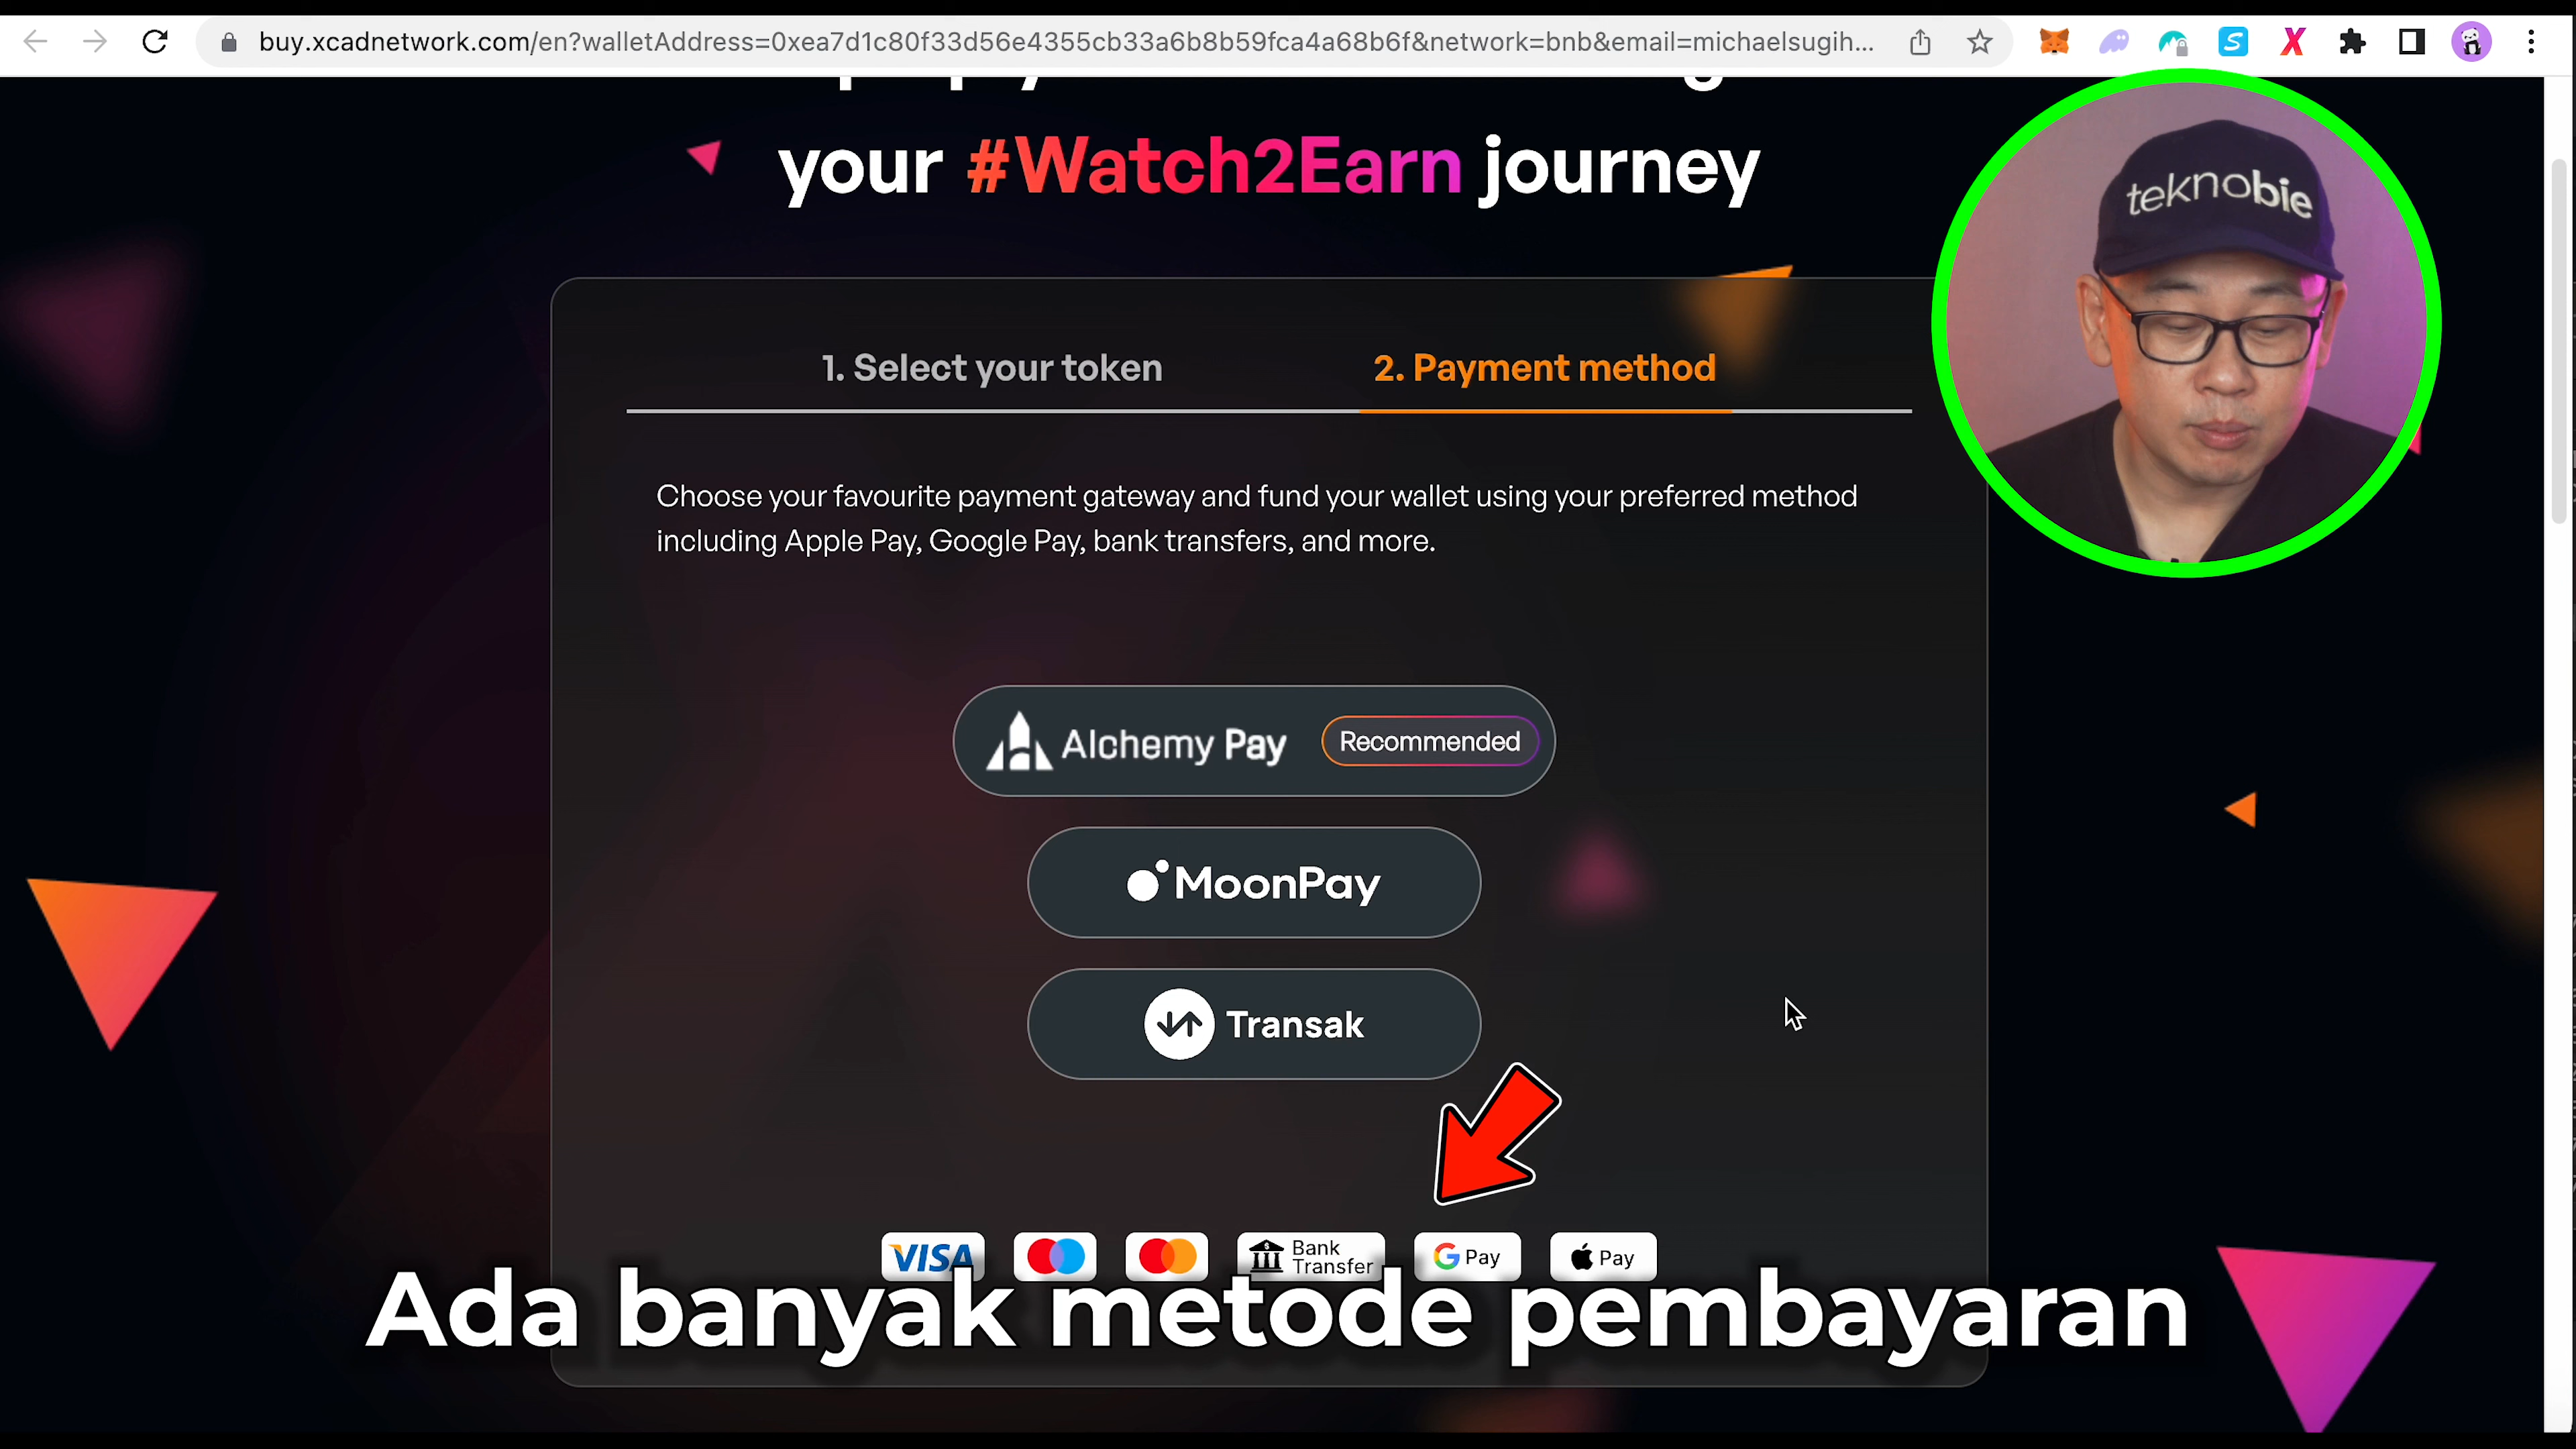 buy.xcadnetwork.com/en?walletAddress=0xea7d1c80f33d56e4355cb33a6b8b59fca4a68b6f&network=bnb&email=michaelsugih...
your #Watch2Earn journey
teknobie
1. Select your token
2. Payment method
Choose your favourite payment gateway and fund your wallet using your preferred method
including Apple Pay, Google Pay, bank transfers, and more.
Alchemy Pay
Recommended
MoonPay
Transak
VISA
Bank
Transfer
G Pay
Pay
Ada banyak metode pembayaran